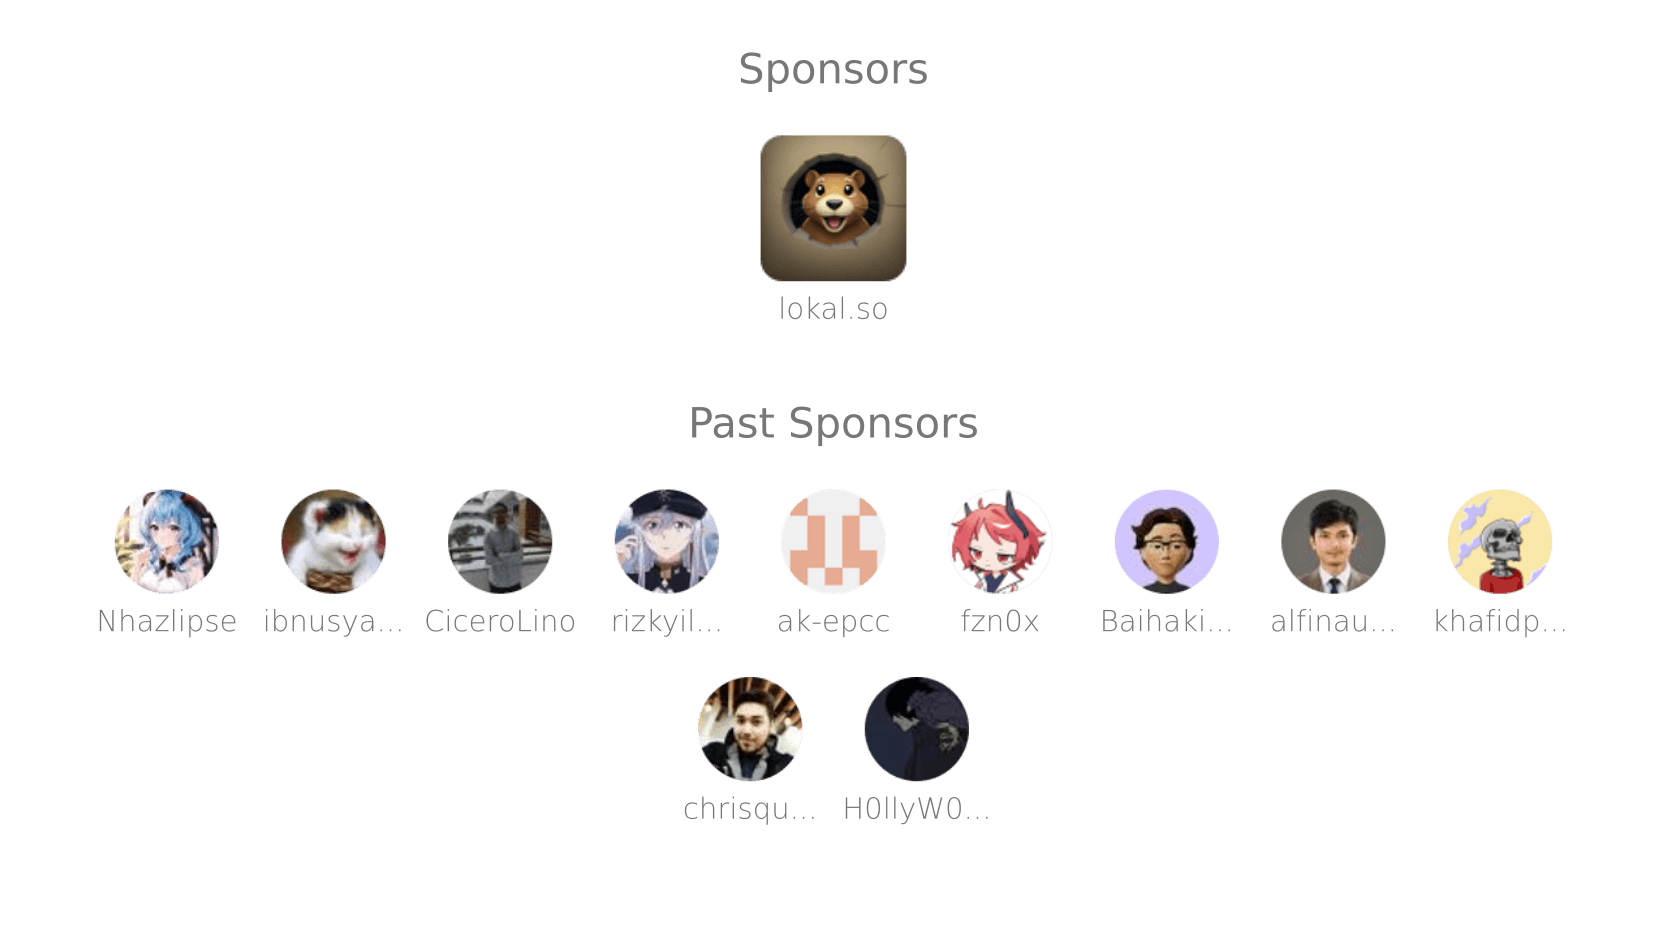 Sponsors
lokal.so
Past Sponsors
Nhazlipse ibnusya... CiceroLino rizkyil... ak-epcc fzn0x Baihaki... alfinau... khafidp...
chrisqu... H0llyW0...